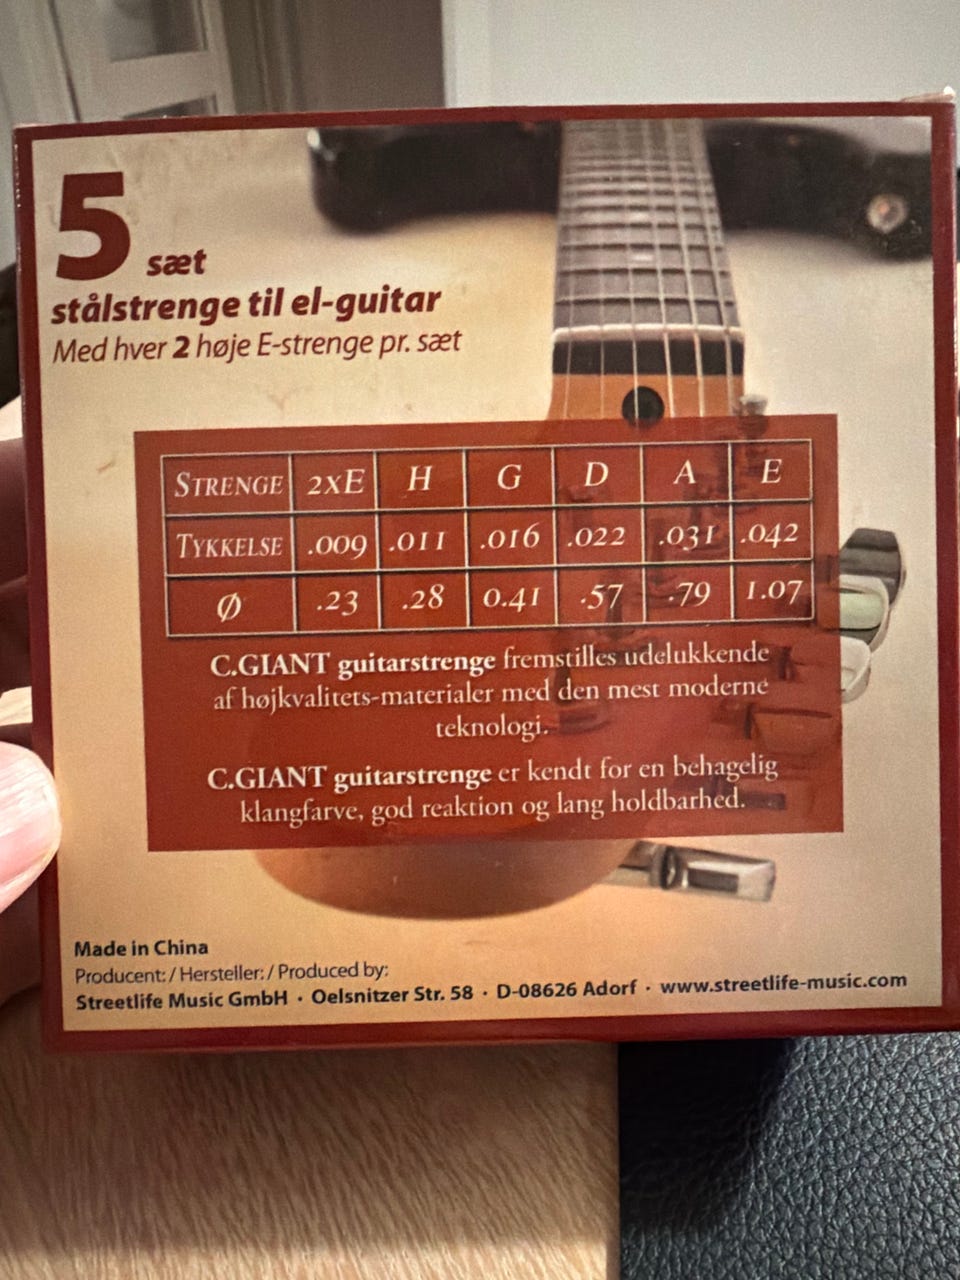 5 sæt
stålstrenge til el-guitar
Med hver 2 høje E-strenge pr. sæt
STRENGE 2XE H G D A E
TYKKELSE .009 .011 .016 .022 .031 .042
Ø .23 .28 0.41 .57 .79 1.07
C.GIANT guitarstrenge fremstilles udelukkende
af højkvalitets-materialer med den mest moderne
teknologi.
C.GIANT guitarstrenge er kendt for en behagelig
klangfarve, god reaktion og lang holdbarhed.
Made in China
Producent: / Hersteller: / Produced by:
Streetlife Music GmbH · Oelsnitzer Str. 58 · D-08626 Adorf · www.streetlife-music.com